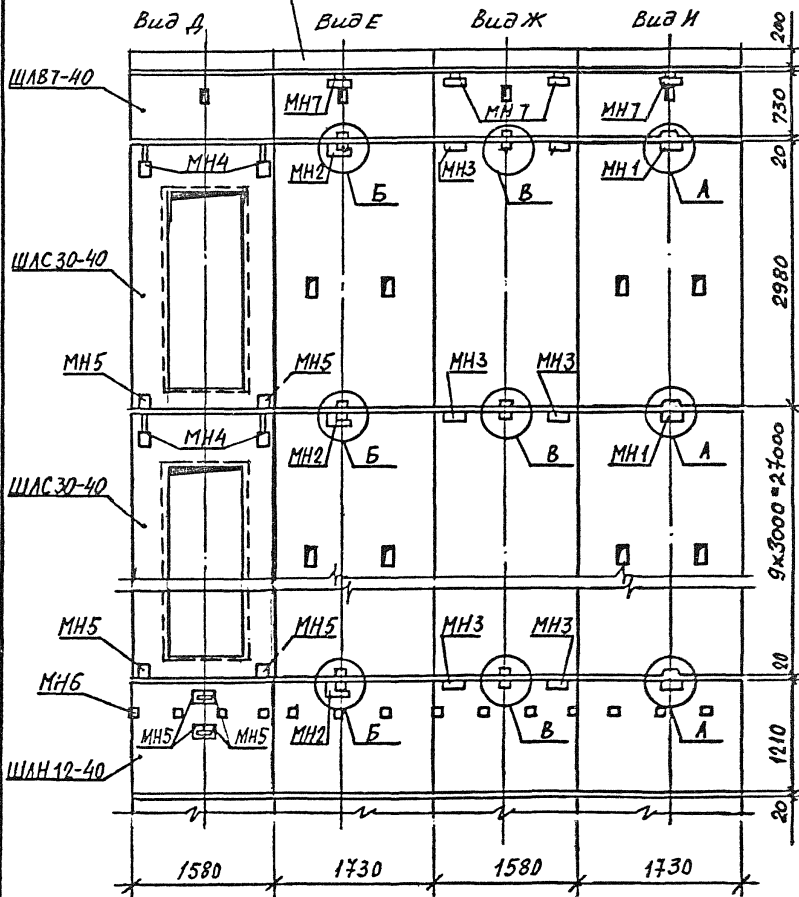 Вид Д Вид Е Вид Ж Вид И
200
ШЛВ7-40
МН7 МН7 МН7
730
МН4 МН2 Б МН3 В МН1 А
20
ШЛС30-40
2980
МН5 МН5 МН3 МН3
МН4 МН2 Б В МН1 А
ШЛС30-40
9х3000=27000
МН5 МН5 МН3 МН3
20
МН6
МН5 МН5 МН2 Б В А
1210
ШЛН12-40
20
1580 1730 1580 1730